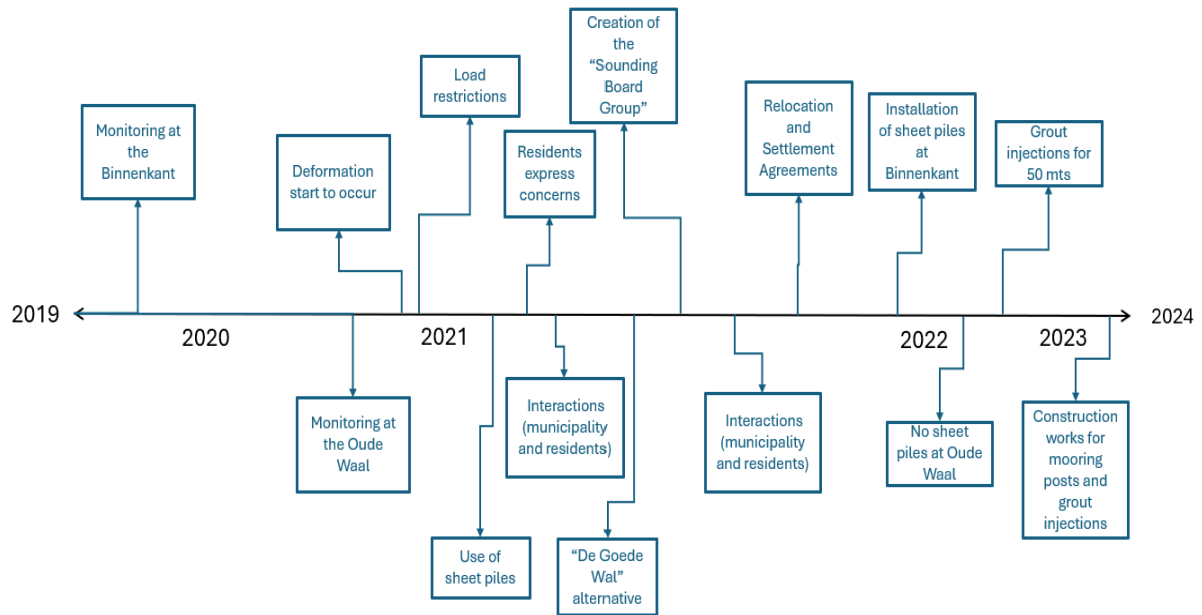 Creation of
the
“Sounding
Board
Group”
Load
restrictions
Monitoring at
the
Binnenkant
Deformation
start to occur
Residents
express
concerns
Relocation
and
Settlement
Agreements
Installation
of sheet piles
at
Binnenkant
Grout
injections for
50 mts
2019
2020
2021
2022
2023
2024
Monitoring at
the Oude
Waal
Use of
sheet piles
Interactions
(municipality
and residents)
“De Goede
Wal”
alternative
Interactions
(municipality
and residents)
No sheet
piles at Oude
Waal
Construction
works for
mooring
posts and
grout
injections